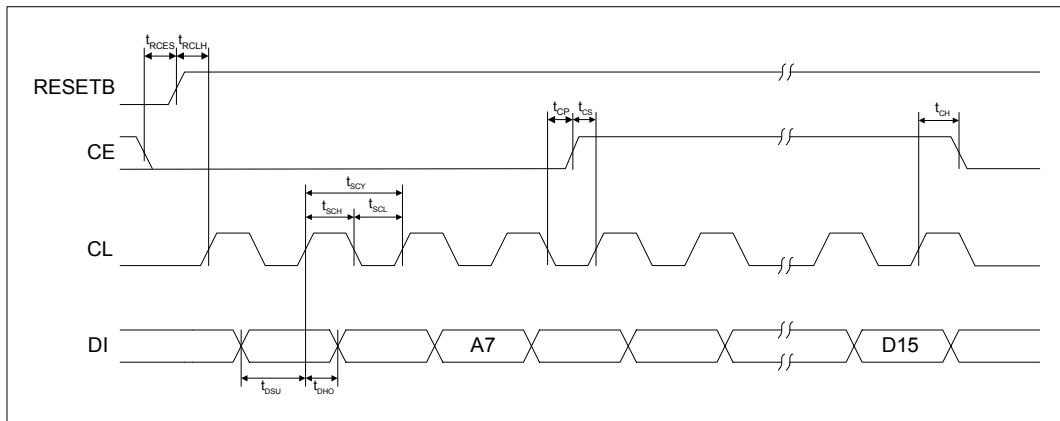 tRCES tRCLH
RESETB
tCP tCS
tCH
CE
tSCY
tSCH tSCL
CL
DI
A7
D15
tDSU tDHO